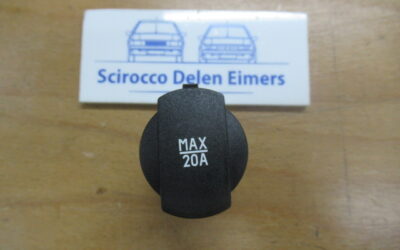 Scirocco Delen Eimers
MAX
20A